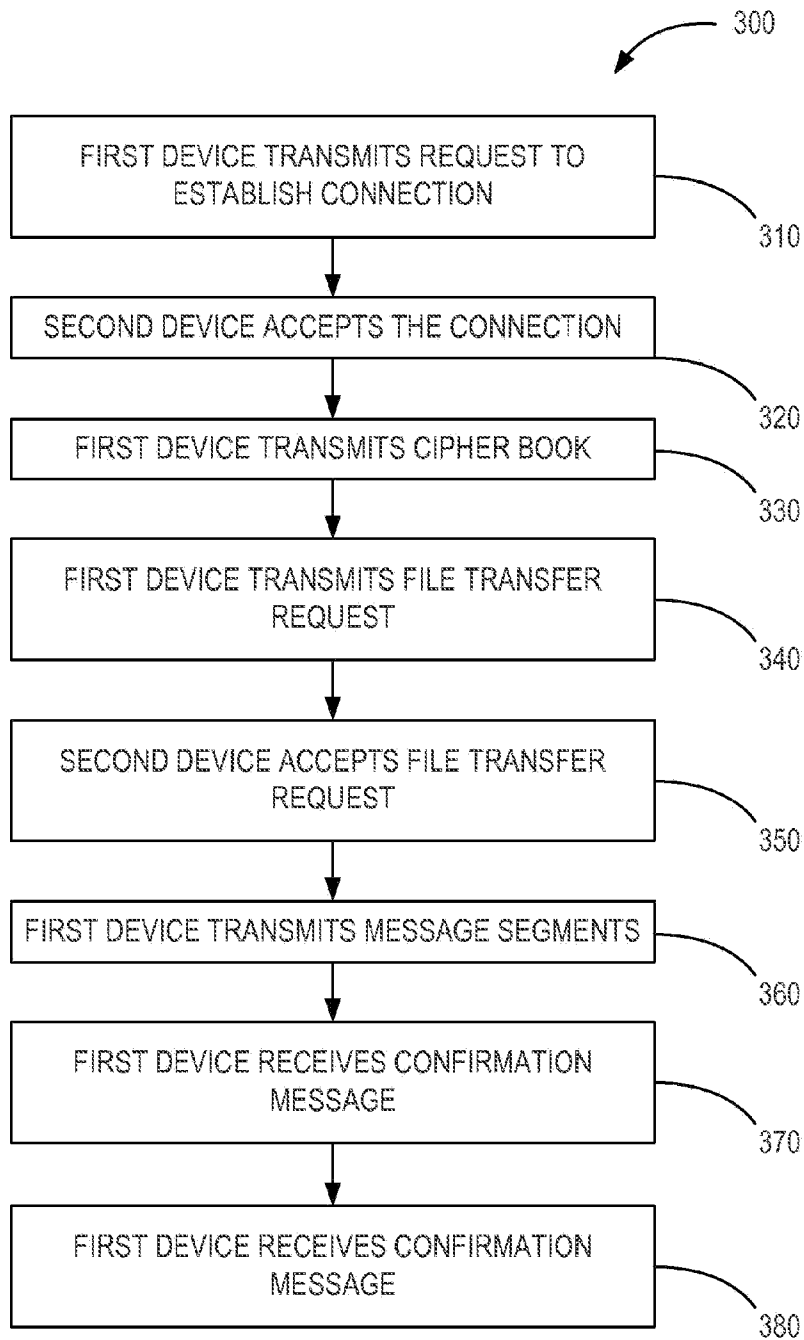 300
FIRST DEVICE TRANSMITS REQUEST TO
ESTABLISH CONNECTION
310
SECOND DEVICE ACCEPTS THE CONNECTION
320
FIRST DEVICE TRANSMITS CIPHER BOOK
330
FIRST DEVICE TRANSMITS FILE TRANSFER
REQUEST
340
SECOND DEVICE ACCEPTS FILE TRANSFER
REQUEST
350
FIRST DEVICE TRANSMITS MESSAGE SEGMENTS
360
FIRST DEVICE RECEIVES CONFIRMATION
MESSAGE
370
FIRST DEVICE RECEIVES CONFIRMATION
MESSAGE
380